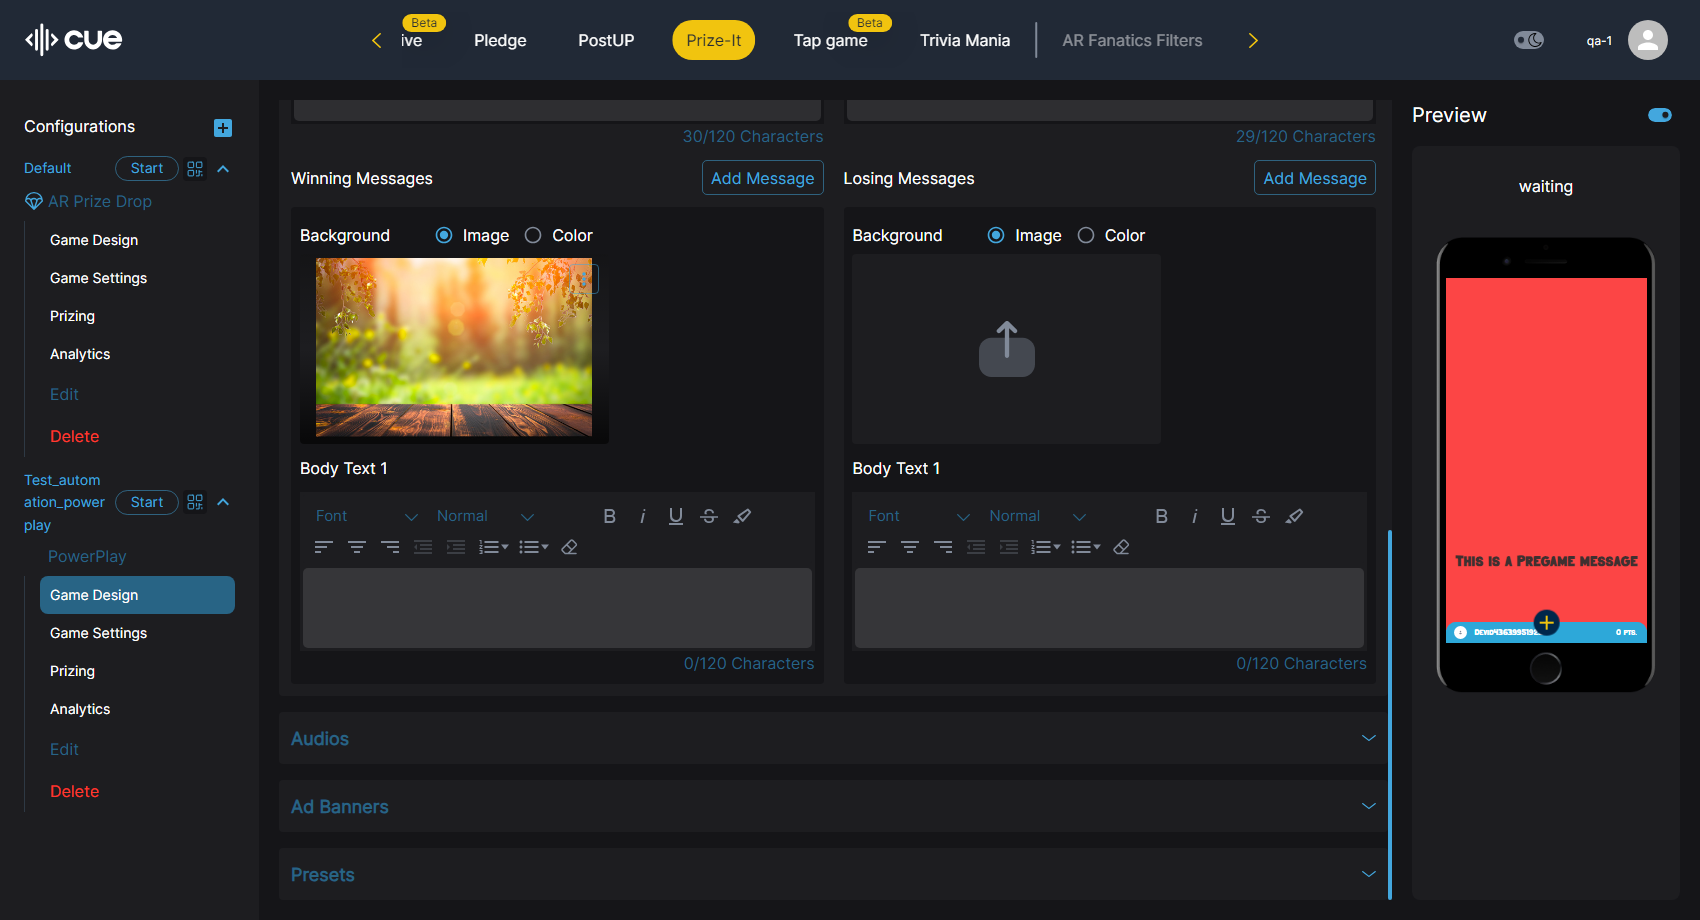 cue
Beta
ive
Pledge
PostUP
Prize-It
Beta
Tap game
Trivia Mania
AR Fanatics Filters
qa-1
Configurations
Default
Start
AR Prize Drop
Game Design
Game Settings
Prizing
Analytics
Edit
Delete
Test_autom
ation_power
play
Start
PowerPlay
Game Design
Game Settings
Prizing
Analytics
Edit
Delete
30/120 Characters
29/120 Characters
Winning Messages
Add Message
Losing Messages
Add Message
Background
Image
Color
Background
Image
Color
Body Text 1
Body Text 1
Font
Normal
B
i
U
S
Font
Normal
B
i
U
S
0/120 Characters
0/120 Characters
Audios
Ad Banners
Presets
Preview
waiting
This is a Pregame message
0 pts.